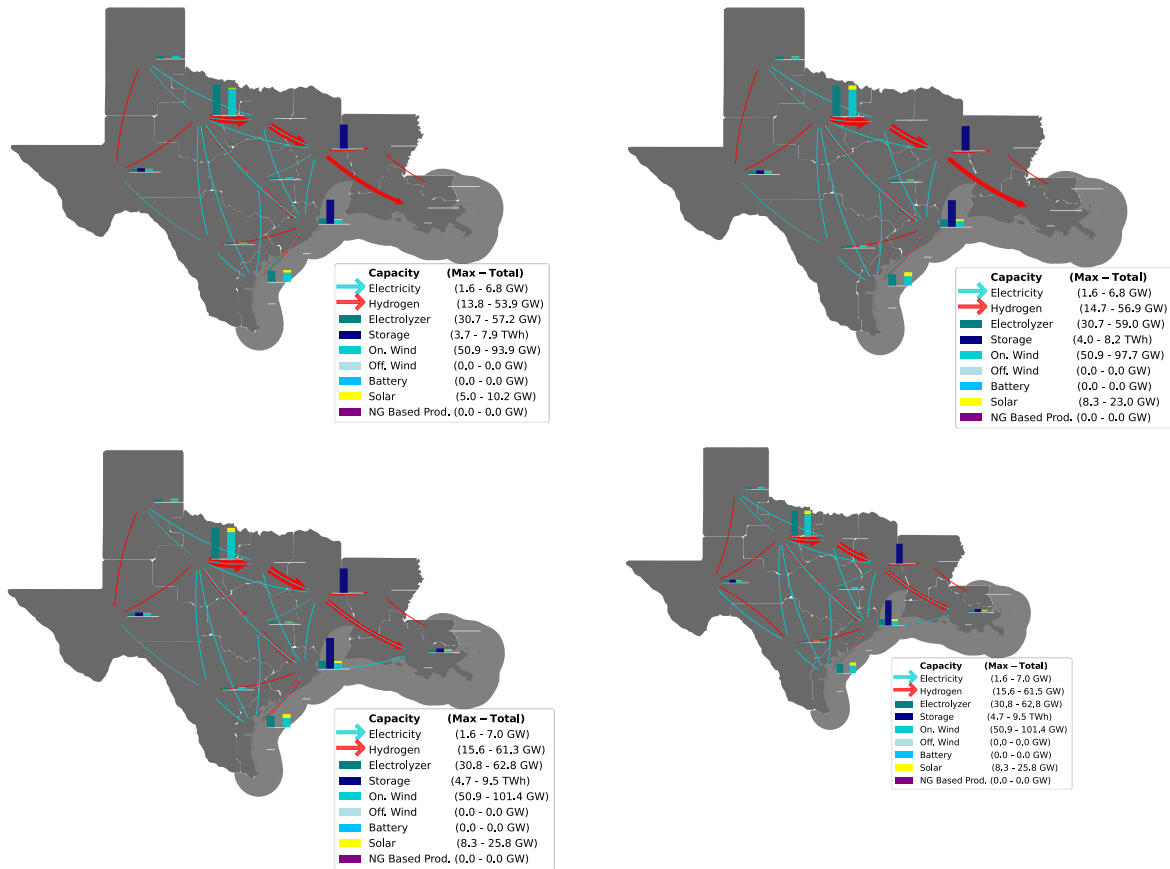 Capacity (Max – Total)
Electricity (1.6 - 6.8 GW)
Hydrogen (13.8 - 53.9 GW)
Electrolyzer (30.7 - 57.2 GW)
Storage (3.7 - 7.9 TWh)
On. Wind (50.9 - 93.9 GW)
Off. Wind (0.0 - 0.0 GW)
Battery (0.0 - 0.0 GW)
Solar (5.0 - 10.2 GW)
NG Based Prod. (0.0 - 0.0 GW)
Capacity (Max – Total)
Electricity (1.6 - 6.8 GW)
Hydrogen (14.7 - 56.9 GW)
Electrolyzer (30.7 - 59.0 GW)
Storage (4.0 - 8.2 TWh)
On. Wind (50.9 - 97.7 GW)
Off. Wind (0.0 - 0.0 GW)
Battery (0.0 - 0.0 GW)
Solar (8.3 - 23.0 GW)
NG Based Prod. (0.0 - 0.0 GW)
Capacity (Max – Total)
Electricity (1.6 - 7.0 GW)
Hydrogen (15.6 - 61.3 GW)
Electrolyzer (30.8 - 62.8 GW)
Storage (4.7 - 9.5 TWh)
On. Wind (50.9 - 101.4 GW)
Off. Wind (0.0 - 0.0 GW)
Battery (0.0 - 0.0 GW)
Solar (8.3 - 25.8 GW)
NG Based Prod. (0.0 - 0.0 GW)
Capacity (Max – Total)
Electricity (1.6 - 7.0 GW)
Hydrogen (15.6 - 61.5 GW)
Electrolyzer (30.8 - 62.8 GW)
Storage (4.7 - 9.5 TWh)
On. Wind (50.9 - 101.4 GW)
Off. Wind (0.0 - 0.0 GW)
Battery (0.0 - 0.0 GW)
Solar (8.3 - 25.8 GW)
NG Based Prod. (0.0 - 0.0 GW)